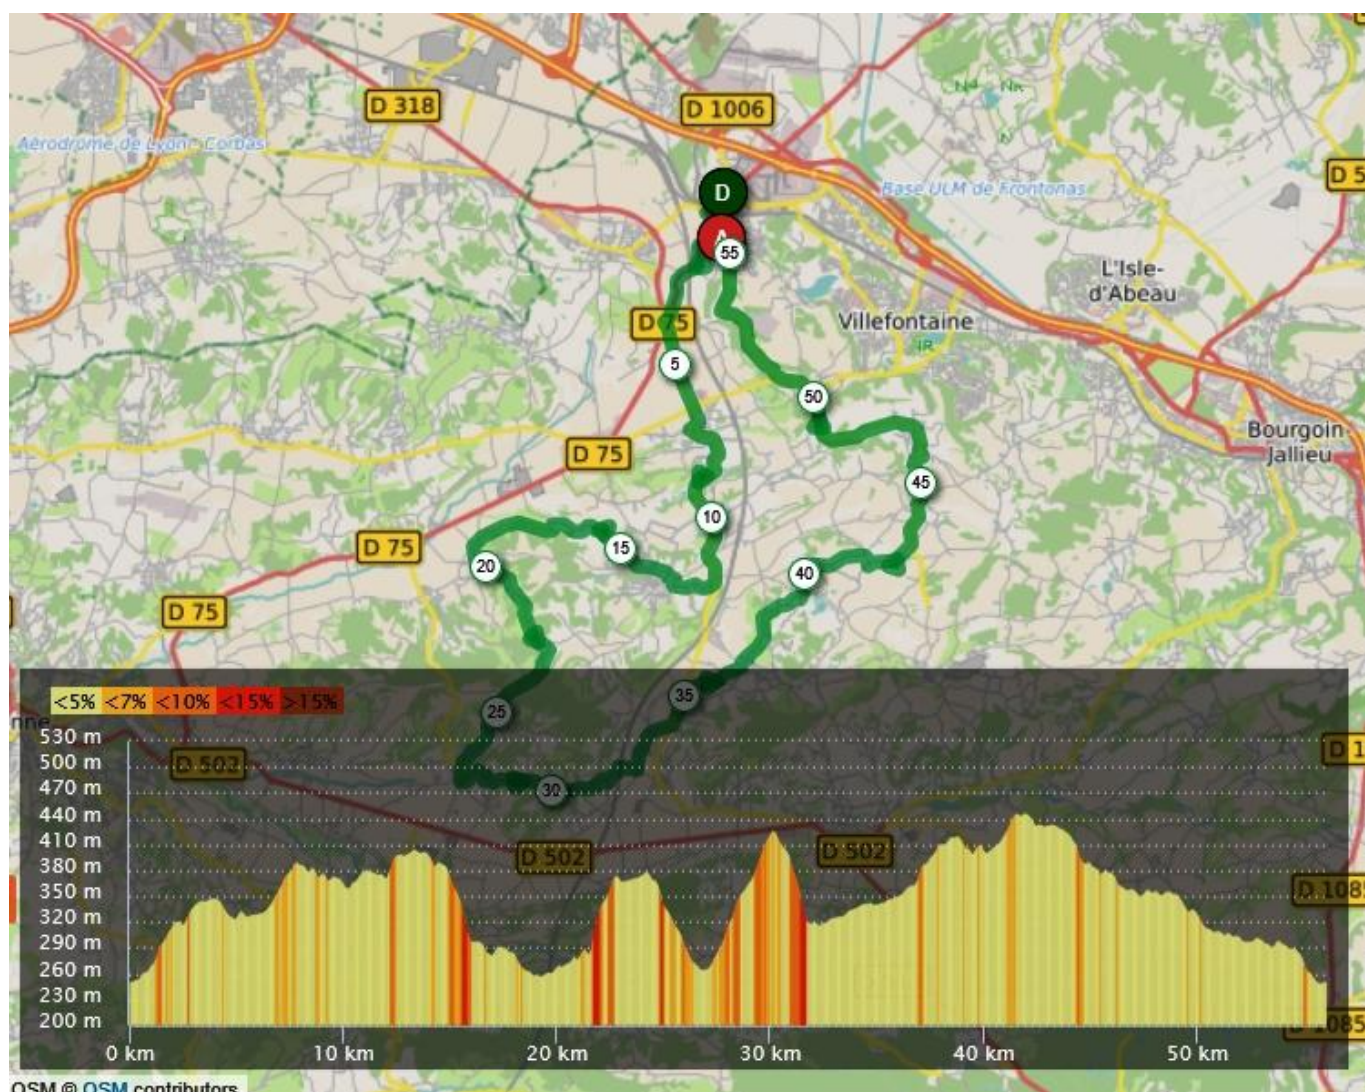 D 318
D 1006
Aérodrome de Lyon - Corbas
D 5
D
Base ULM de Frontonas
A
55
L'Isle-
d'Abeau
D 75
Villefontaine
5
50
Bourgoin-
Jallieu
D 75
45
10
D 75
15
20
40
D 75
<5% <7% <10% <15% >15%
35
25
nne
530 m
D 502
D 1
500 m
470 m
30
440 m
410 m
D 502
D 502
380 m
350 m
D 108
320 m
290 m
260 m
230 m
200 m
D 1085
0 km
10 km
20 km
30 km
40 km
50 km
OSM © OSM contributors